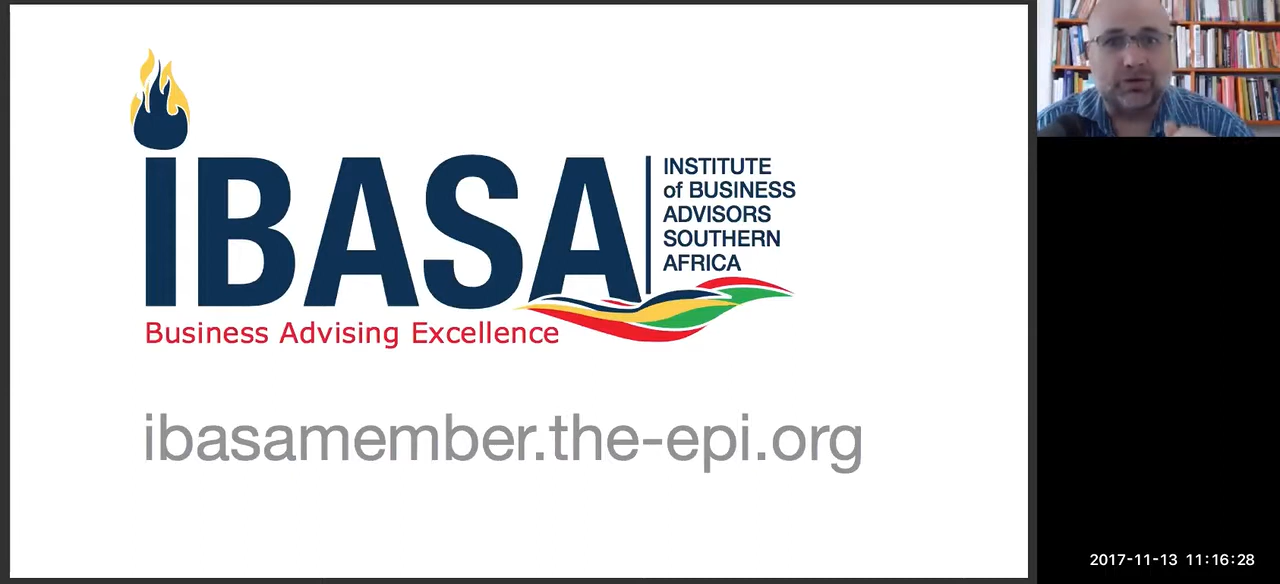 iBASA
INSTITUTE
of BUSINESS
ADVISORS
SOUTHERN
AFRICA
Business Advising Excellence
ibasamember.the-epi.org
2017-11-13 11:16:28